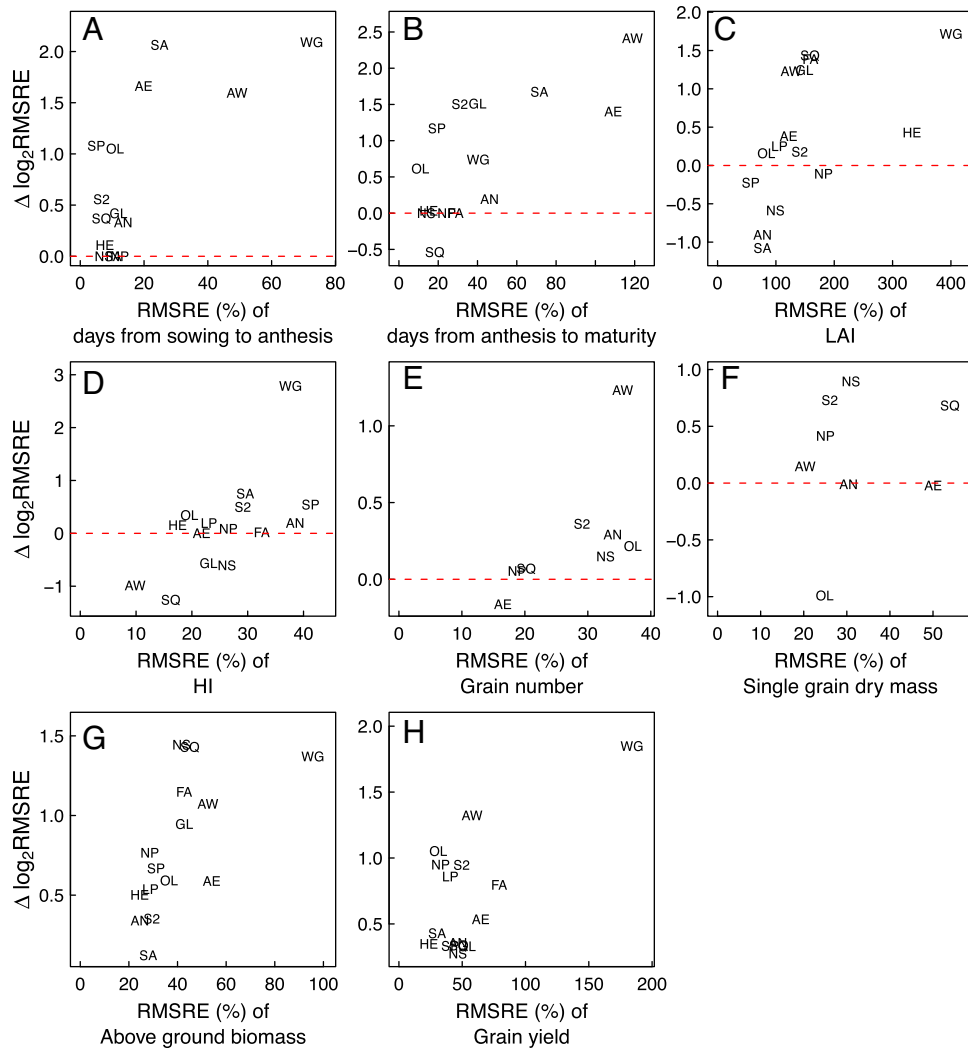 A
B
C
Δ log2RMSRE
2.0
1.5
1.0
0.5
0.0
WG
SA
AE
AW
SP
OL
S2
SQ
GL
AN
HE
0 20 40 60 80
RMSRE (%) of
days from sowing to anthesis
2.5
2.0
1.5
1.0
0.5
0.0
−0.5
AW
SA
AE
S2
GL
SP
WG
OL
AN
HE
NS
NP
FA
SQ
0 20 40 60 80 120
RMSRE (%) of
days from anthesis to maturity
2.0
1.5
1.0
0.5
0.0
−0.5
−1.0
WG
SQ
FA
AW
GL
HE
AE
LP
OL
S2
NP
SP
NS
AN
SA
0 100 200 300 400
RMSRE (%) of
LAI
D
E
F
Δ log2RMSRE
3
2
1
0
−1
WG
SA
S2
SP
OL
HE
LP
AN
AE
NP
FA
GL
NS
AW
SQ
0 10 20 30 40
RMSRE (%) of
HI
1.0
0.5
0.0
AW
S2
AN
OL
NS
NP
SQ
AE
0 10 20 30 40
RMSRE (%) of
Grain number
1.0
0.5
0.0
−0.5
−1.0
NS
S2
SQ
NP
AW
AN
AE
OL
0 10 20 30 40 50
RMSRE (%) of
Single grain dry mass
G
H
Δ log2RMSRE
1.5
1.0
0.5
NS
SQ
WG
FA
AW
GL
NP
SP
OL
AE
LP
HE
AN
S2
SA
0 20 40 60 80 100
RMSRE (%) of
Above ground biomass
2.0
1.5
1.0
0.5
WG
AW
OL
NP
S2
LP
FA
AE
SA
HE
AN
GL
NS
0 50 100 150 200
RMSRE (%) of
Grain yield